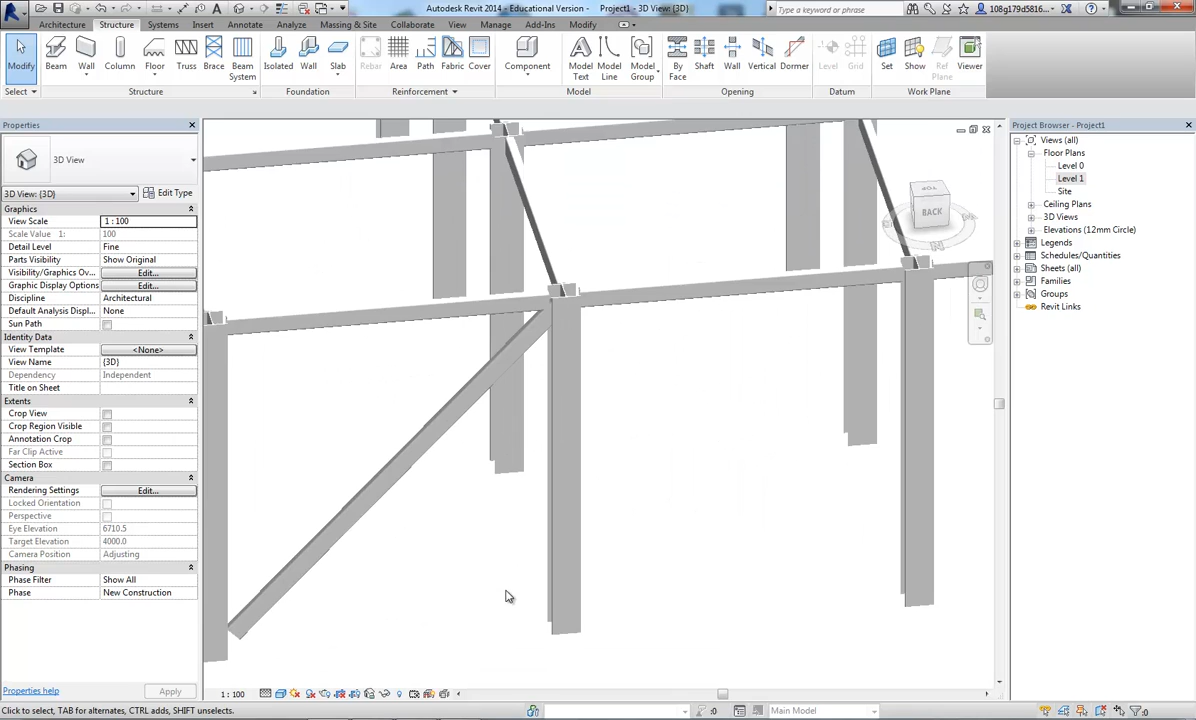 Autodesk Revit 2014 - Educational Version - Project1 - 3D View: {3D}
Type a keyword or phrase
108g179d5816...
Architecture Structure Systems Insert Annotate Analyze Massing & Site Collaborate View Manage Add-Ins Modify
Modify Beam Wall Column Floor Truss Brace Beam System Isolated Wall Slab Rebar Area Path Fabric Cover Component Model Text Model Line Model Group By Face Shaft Wall Vertical Dormer Level Grid Set Show Ref Plane Viewer
Select Structure Foundation Reinforcement Model Opening Datum Work Plane
Properties
3D View
3D View: {3D} Edit Type
Graphics
View Scale 1 : 100
Scale Value 1: 100
Detail Level Fine
Parts Visibility Show Original
Visibility/Graphics Ov... Edit...
Graphic Display Options Edit...
Discipline Architectural
Default Analysis Displ... None
Sun Path
Identity Data
View Template <None>
View Name {3D}
Dependency Independent
Title on Sheet
Extents
Crop View
Crop Region Visible
Annotation Crop
Far Clip Active
Section Box
Camera
Rendering Settings Edit...
Locked Orientation
Perspective
Eye Elevation 6710.5
Target Elevation 4000.0
Camera Position Adjusting
Phasing
Phase Filter Show All
Phase New Construction
Properties help Apply
TOP
BACK
Project Browser - Project1
Views (all)
Floor Plans
Level 0
Level 1
Site
Ceiling Plans
3D Views
Elevations (12mm Circle)
Legends
Schedules/Quantities
Sheets (all)
Families
Groups
Revit Links
1 : 100
Click to select, TAB for alternates, CTRL adds, SHIFT unselects.
:0 Main Model :0